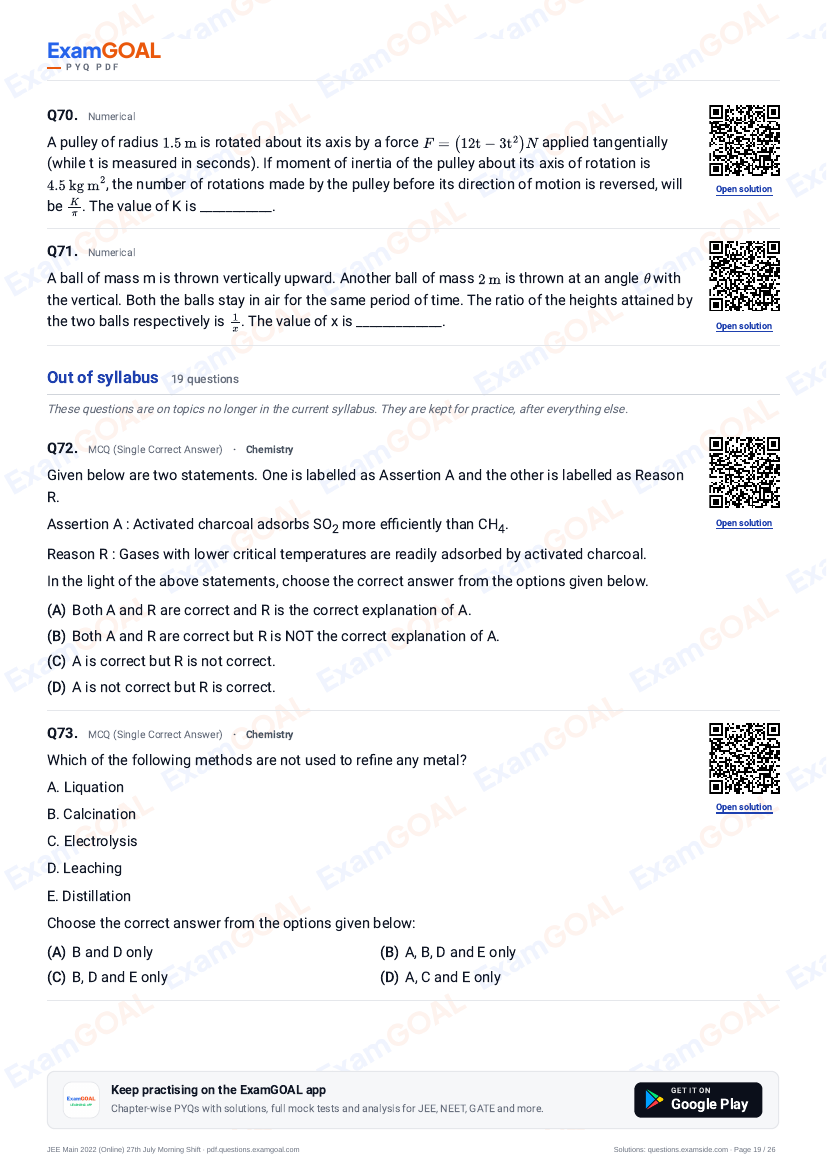 ExamGOAL
PYQ PDF
Q70. Numerical
A pulley of radius 1.5 m is rotated about its axis by a force F = (12t − 3t²)N applied tangentially
(while t is measured in seconds). If moment of inertia of the pulley about its axis of rotation is
4.5 kg m², the number of rotations made by the pulley before its direction of motion is reversed, will
be K/π. The value of K is ___________.
Open solution
Q71. Numerical
A ball of mass m is thrown vertically upward. Another ball of mass 2 m is thrown at an angle θ with
the vertical. Both the balls stay in air for the same period of time. The ratio of the heights attained by
the two balls respectively is 1/x. The value of x is _____________.
Open solution
Out of syllabus 19 questions
These questions are on topics no longer in the current syllabus. They are kept for practice, after everything else.
Q72. MCQ (Single Correct Answer) · Chemistry
Given below are two statements. One is labelled as Assertion A and the other is labelled as Reason
R.
Assertion A : Activated charcoal adsorbs SO₂ more efficiently than CH₄.
Reason R : Gases with lower critical temperatures are readily adsorbed by activated charcoal.
In the light of the above statements, choose the correct answer from the options given below.
(A) Both A and R are correct and R is the correct explanation of A.
(B) Both A and R are correct but R is NOT the correct explanation of A.
(C) A is correct but R is not correct.
(D) A is not correct but R is correct.
Open solution
Q73. MCQ (Single Correct Answer) · Chemistry
Which of the following methods are not used to refine any metal?
A. Liquation
B. Calcination
C. Electrolysis
D. Leaching
E. Distillation
Choose the correct answer from the options given below:
(A) B and D only
(B) A, B, D and E only
(C) B, D and E only
(D) A, C and E only
Open solution
ExamGOAL
Keep practising on the ExamGOAL app
Chapter-wise PYQs with solutions, full mock tests and analysis for JEE, NEET, GATE and more.
GET IT ON
Google Play
JEE Main 2022 (Online) 27th July Morning Shift · pdf.questions.examgoal.com
Solutions: questions.examside.com · Page 19 / 26